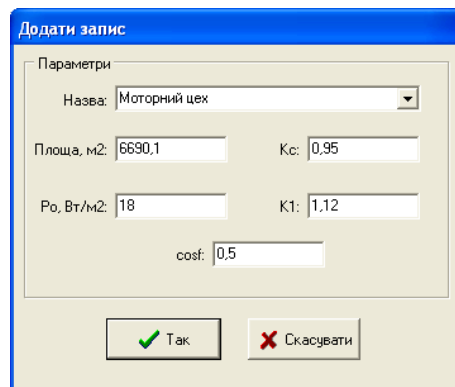 Додати запис
Параметри
Назва: Моторний цех
Площа, м2: 6690,1 Кс: 0,95
Ро, Вт/м2: 18 К1: 1,12
cosf: 0,5
Так Скасувати